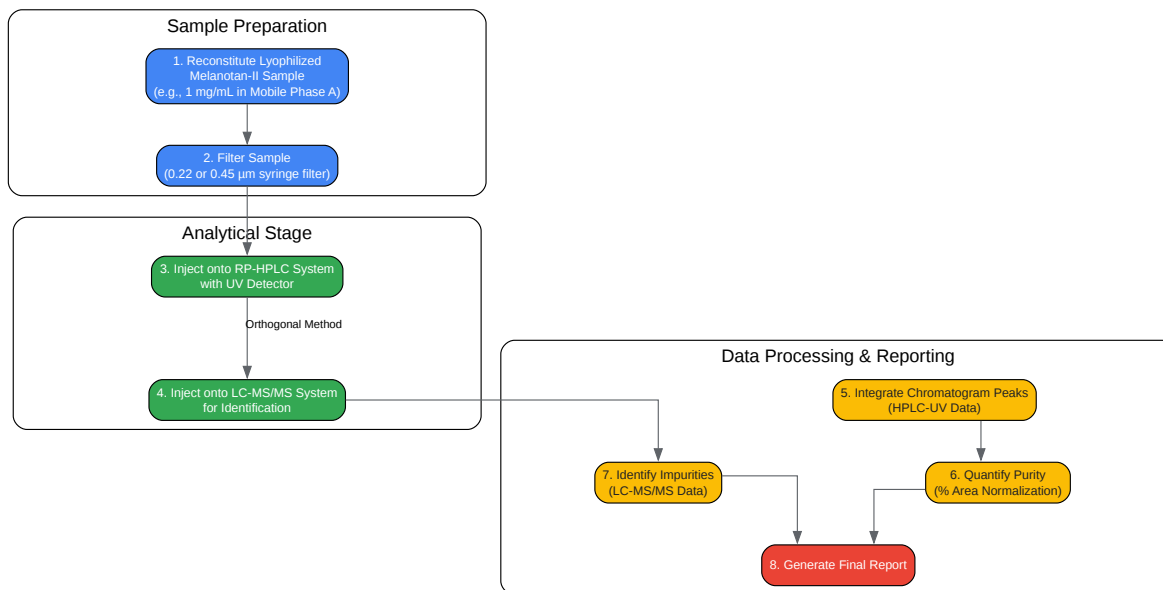 Sample Preparation
1. Reconstitute Lyophilized
Melanotan-II Sample
(e.g., 1 mg/mL in Mobile Phase A)
2. Filter Sample
(0.22 or 0.45 µm syringe filter)
Analytical Stage
3. Inject onto RP-HPLC System
with UV Detector
Orthogonal Method
4. Inject onto LC-MS/MS System
for Identification
Data Processing & Reporting
5. Integrate Chromatogram Peaks
(HPLC-UV Data)
7. Identify Impurities
(LC-MS/MS Data)
6. Quantify Purity
(% Area Normalization)
8. Generate Final Report